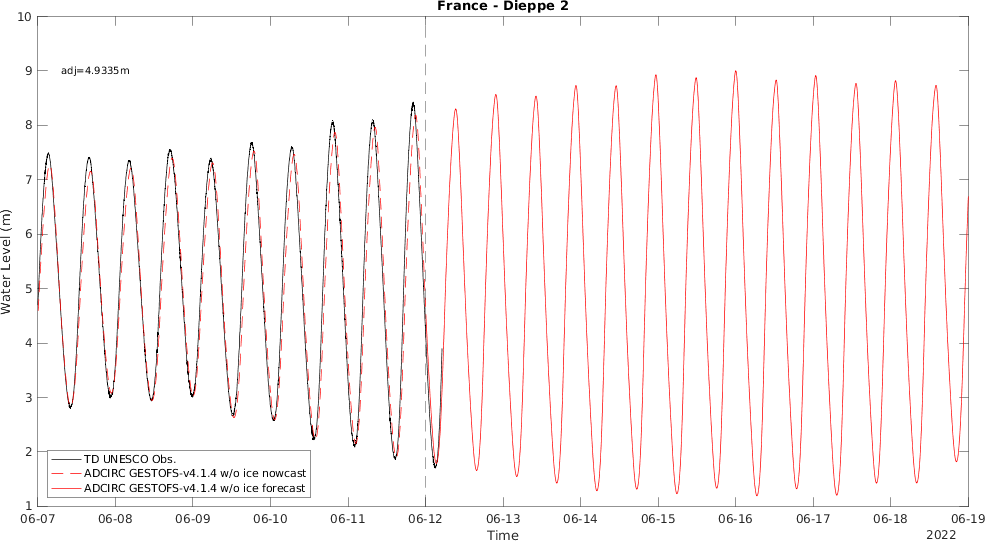 France - Dieppe 2
10
9
8
7
6
5
4
3
2
1
Water Level (m)
adj=4.9335m
TD UNESCO Obs.
ADCIRC GESTOFS-v4.1.4 w/o ice nowcast
ADCIRC GESTOFS-v4.1.4 w/o ice forecast
06-07 06-08 06-09 06-10 06-11 06-12 06-13 06-14 06-15 06-16 06-17 06-18 06-19
Time
2022